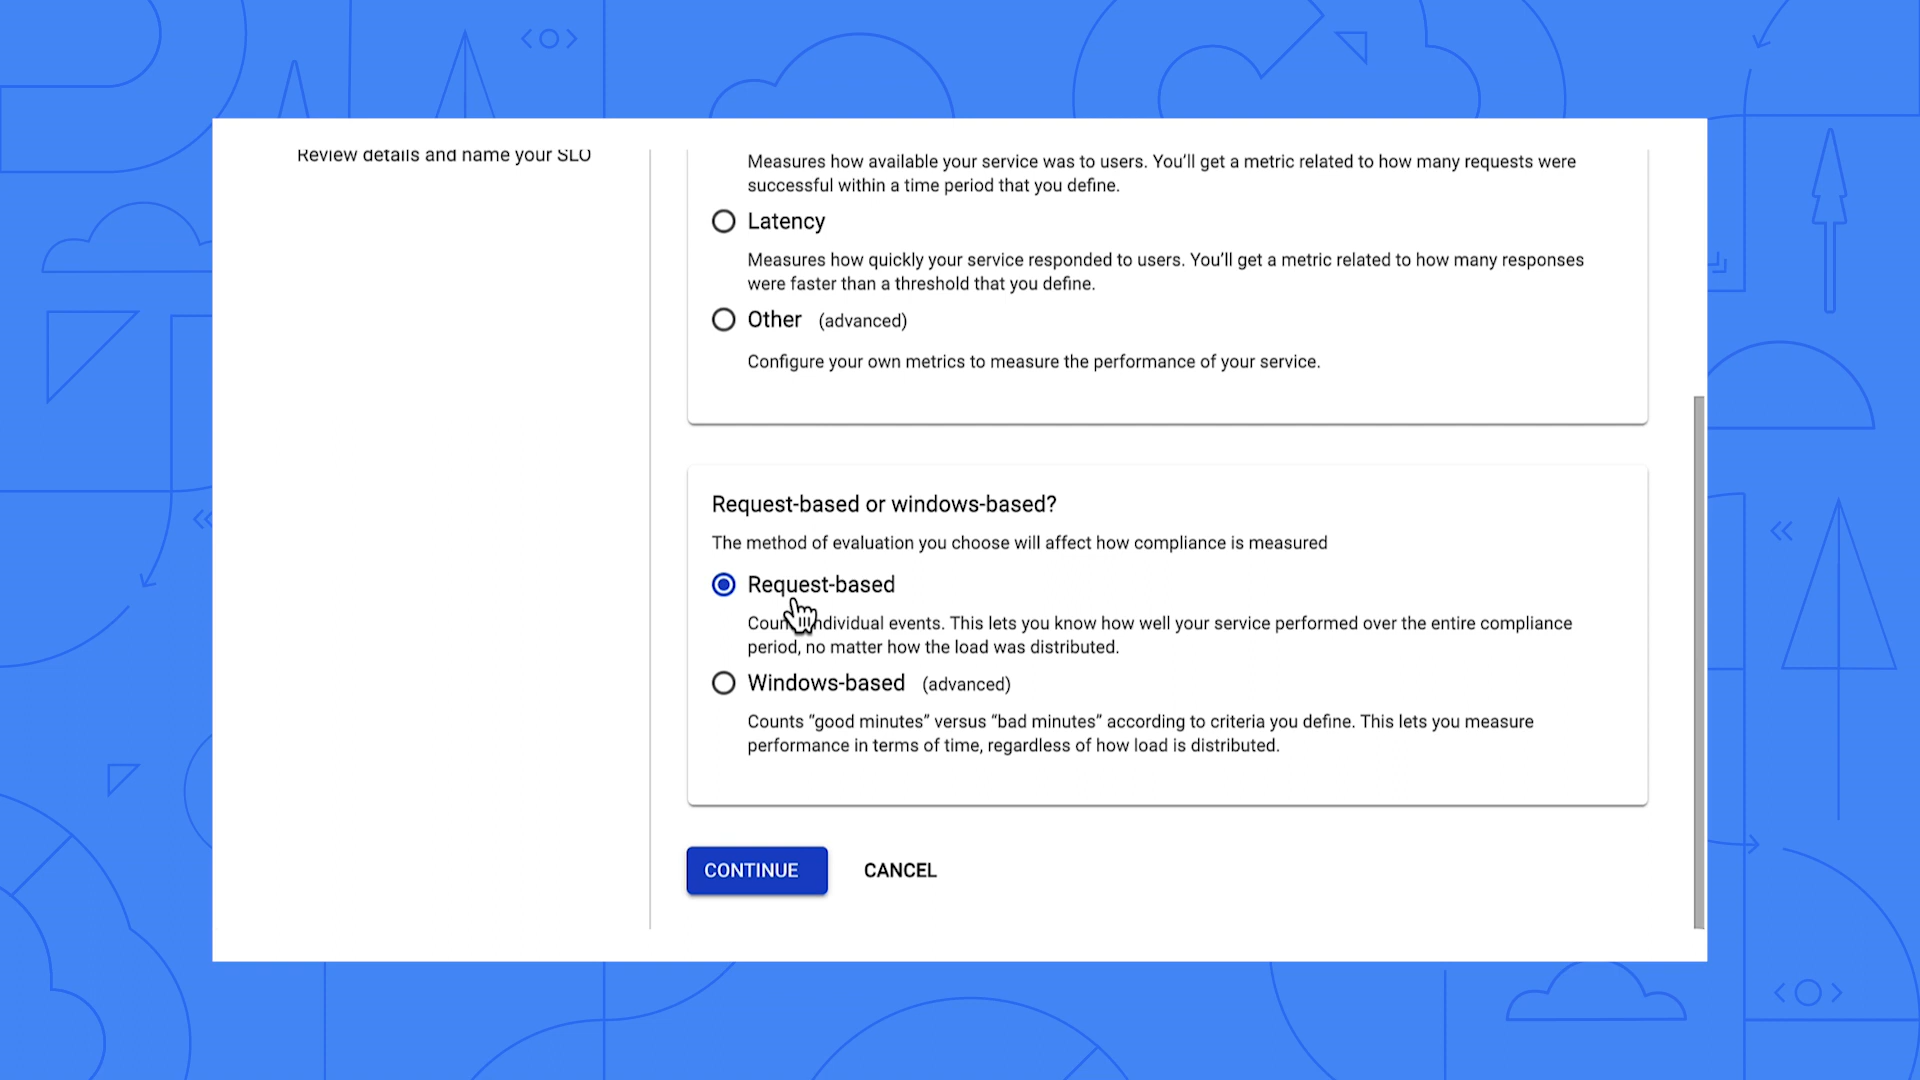 Review details and name your SLO
Measures how available your service was to users. You’ll get a metric related to how many requests were
successful within a time period that you define.
Latency
Measures how quickly your service responded to users. You’ll get a metric related to how many responses
were faster than a threshold that you define.
Other (advanced)
Configure your own metrics to measure the performance of your service.
Request-based or windows-based?
The method of evaluation you choose will affect how compliance is measured
Request-based
individual events. This lets you know how well your service performed over the entire compliance
period, no matter how the load was distributed.
Windows-based (advanced)
Counts “good minutes” versus “bad minutes” according to criteria you define. This lets you measure
performance in terms of time, regardless of how load is distributed.
CONTINUE CANCEL